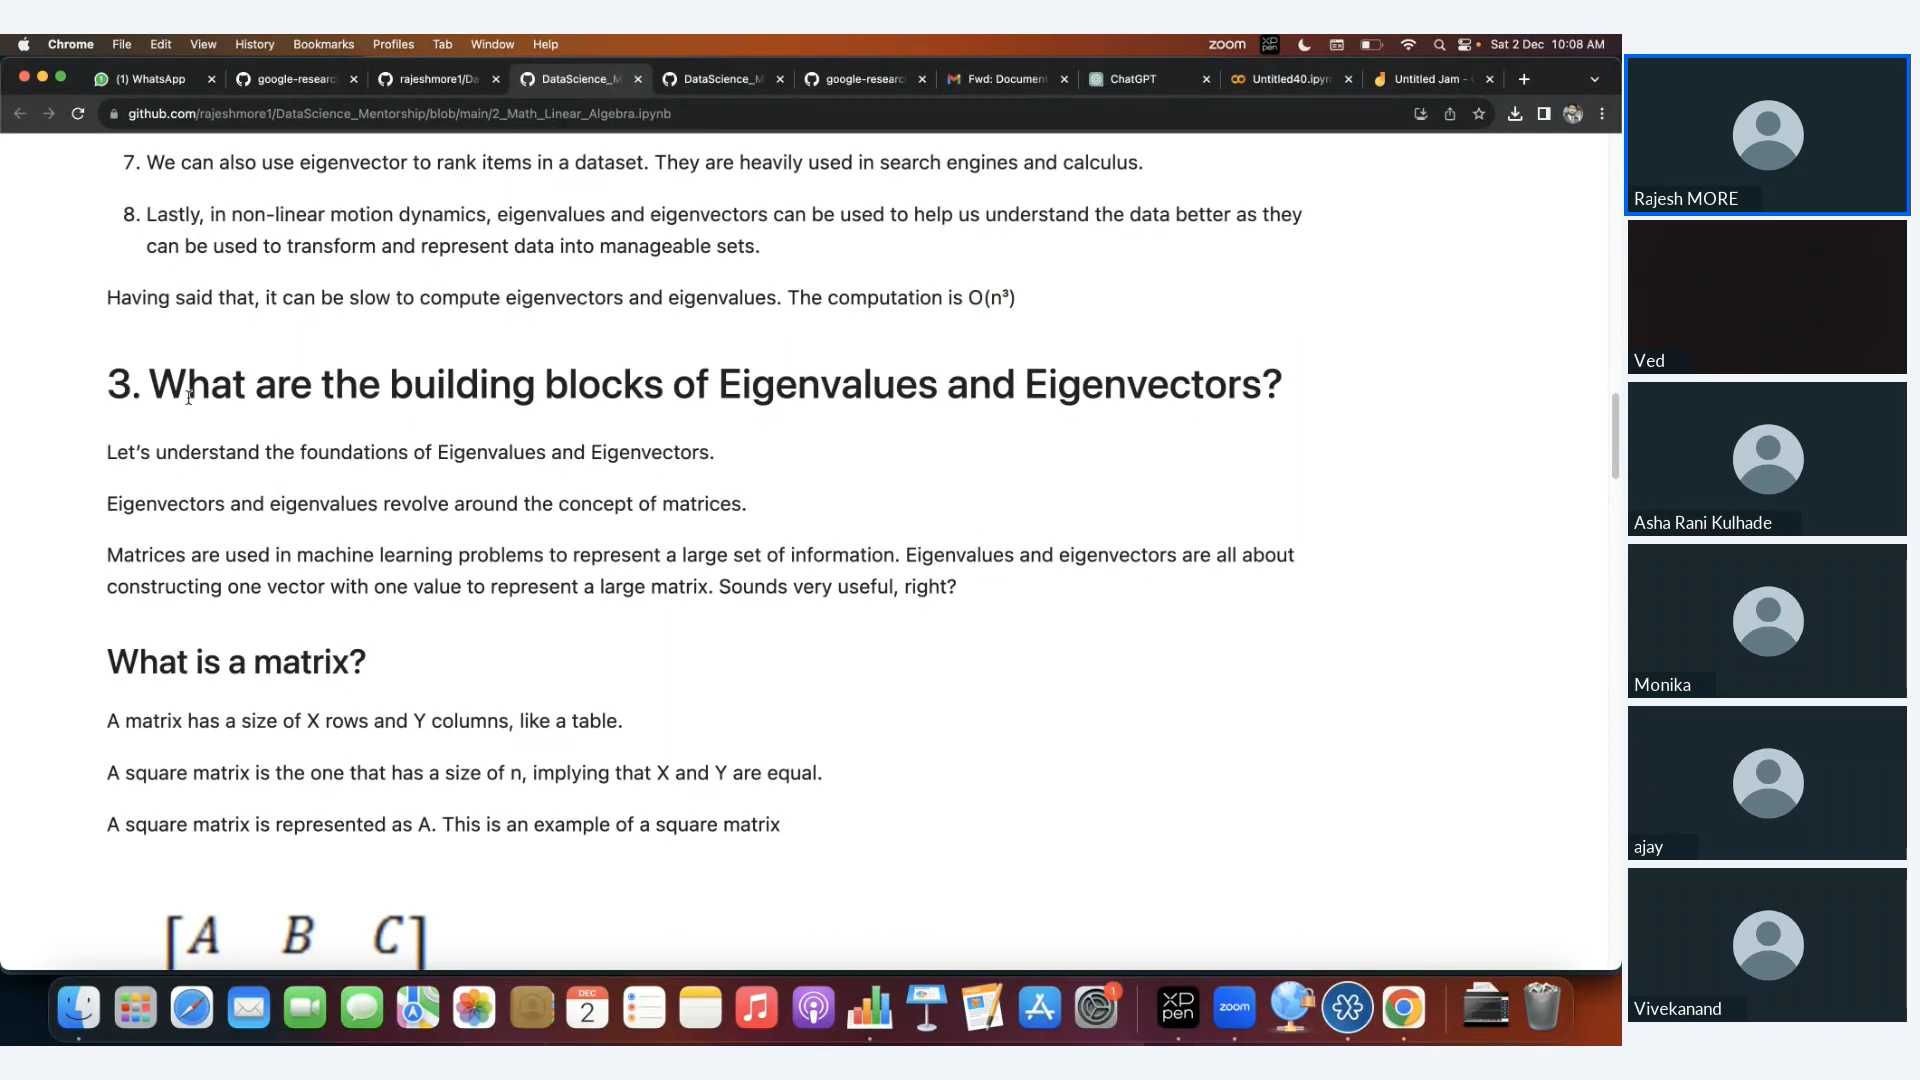 Chrome File Edit View History Bookmarks Profiles Tab Window Help
zoom XP pen Sat 2 Dec 10:08 AM
(1) WhatsApp google-researc rajeshmore1/Da DataScience_M DataScience_M google-researc Fwd: Documen ChatGPT Untitled40.ipyn Untitled Jam -
github.com/rajeshmore1/DataScience_Mentorship/blob/main/2_Math_Linear_Algebra.ipynb
7. We can also use eigenvector to rank items in a dataset. They are heavily used in search engines and calculus.
8. Lastly, in non-linear motion dynamics, eigenvalues and eigenvectors can be used to help us understand the data better as they
can be used to transform and represent data into manageable sets.
Having said that, it can be slow to compute eigenvectors and eigenvalues. The computation is O(n³)
3. What are the building blocks of Eigenvalues and Eigenvectors?
Let’s understand the foundations of Eigenvalues and Eigenvectors.
Eigenvectors and eigenvalues revolve around the concept of matrices.
Matrices are used in machine learning problems to represent a large set of information. Eigenvalues and eigenvectors are all about
constructing one vector with one value to represent a large matrix. Sounds very useful, right?
What is a matrix?
A matrix has a size of X rows and Y columns, like a table.
A square matrix is the one that has a size of n, implying that X and Y are equal.
A square matrix is represented as A. This is an example of a square matrix
A B C
DEC
2
1
XP
pen
zoom
Rajesh MORE
Ved
Asha Rani Kulhade
Monika
ajay
Vivekanand